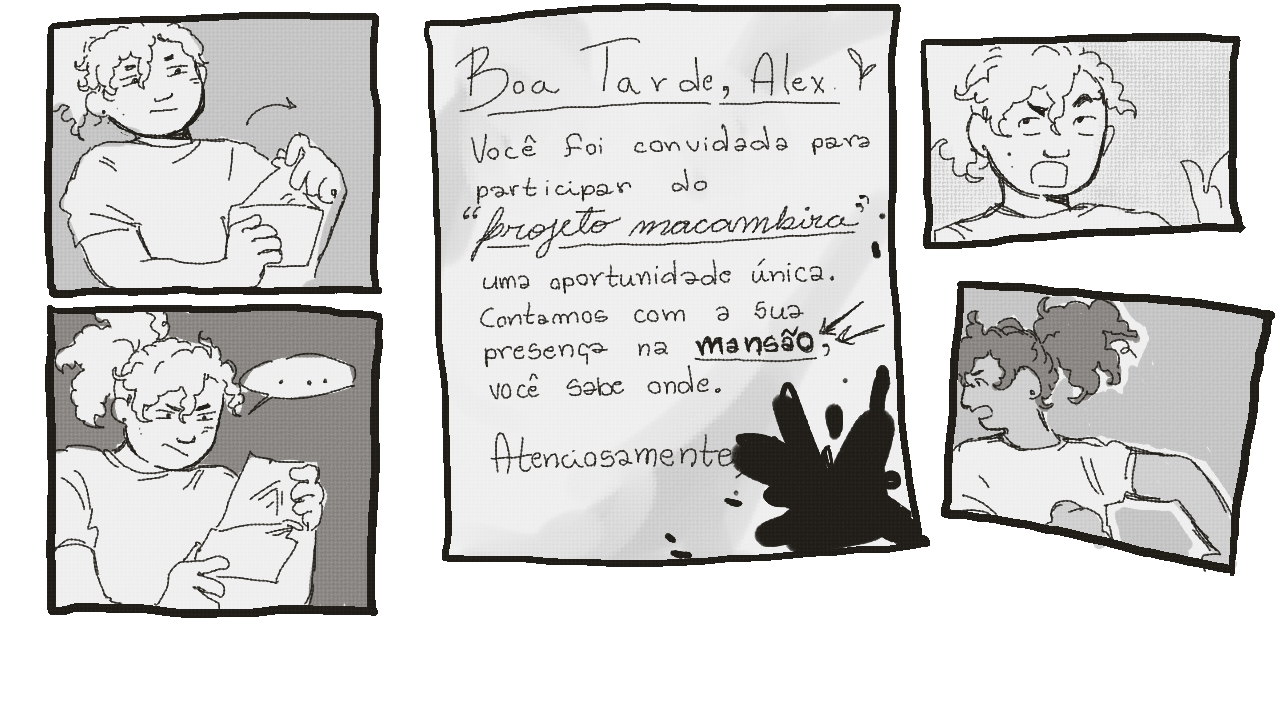 ...
Boa Tarde, Alex.
Você foi convidada para
participar do
"projeto macambira",
uma oportunidade única.
Contamos com a sua
presença na mansão,
você sabe onde.
Atenciosamente